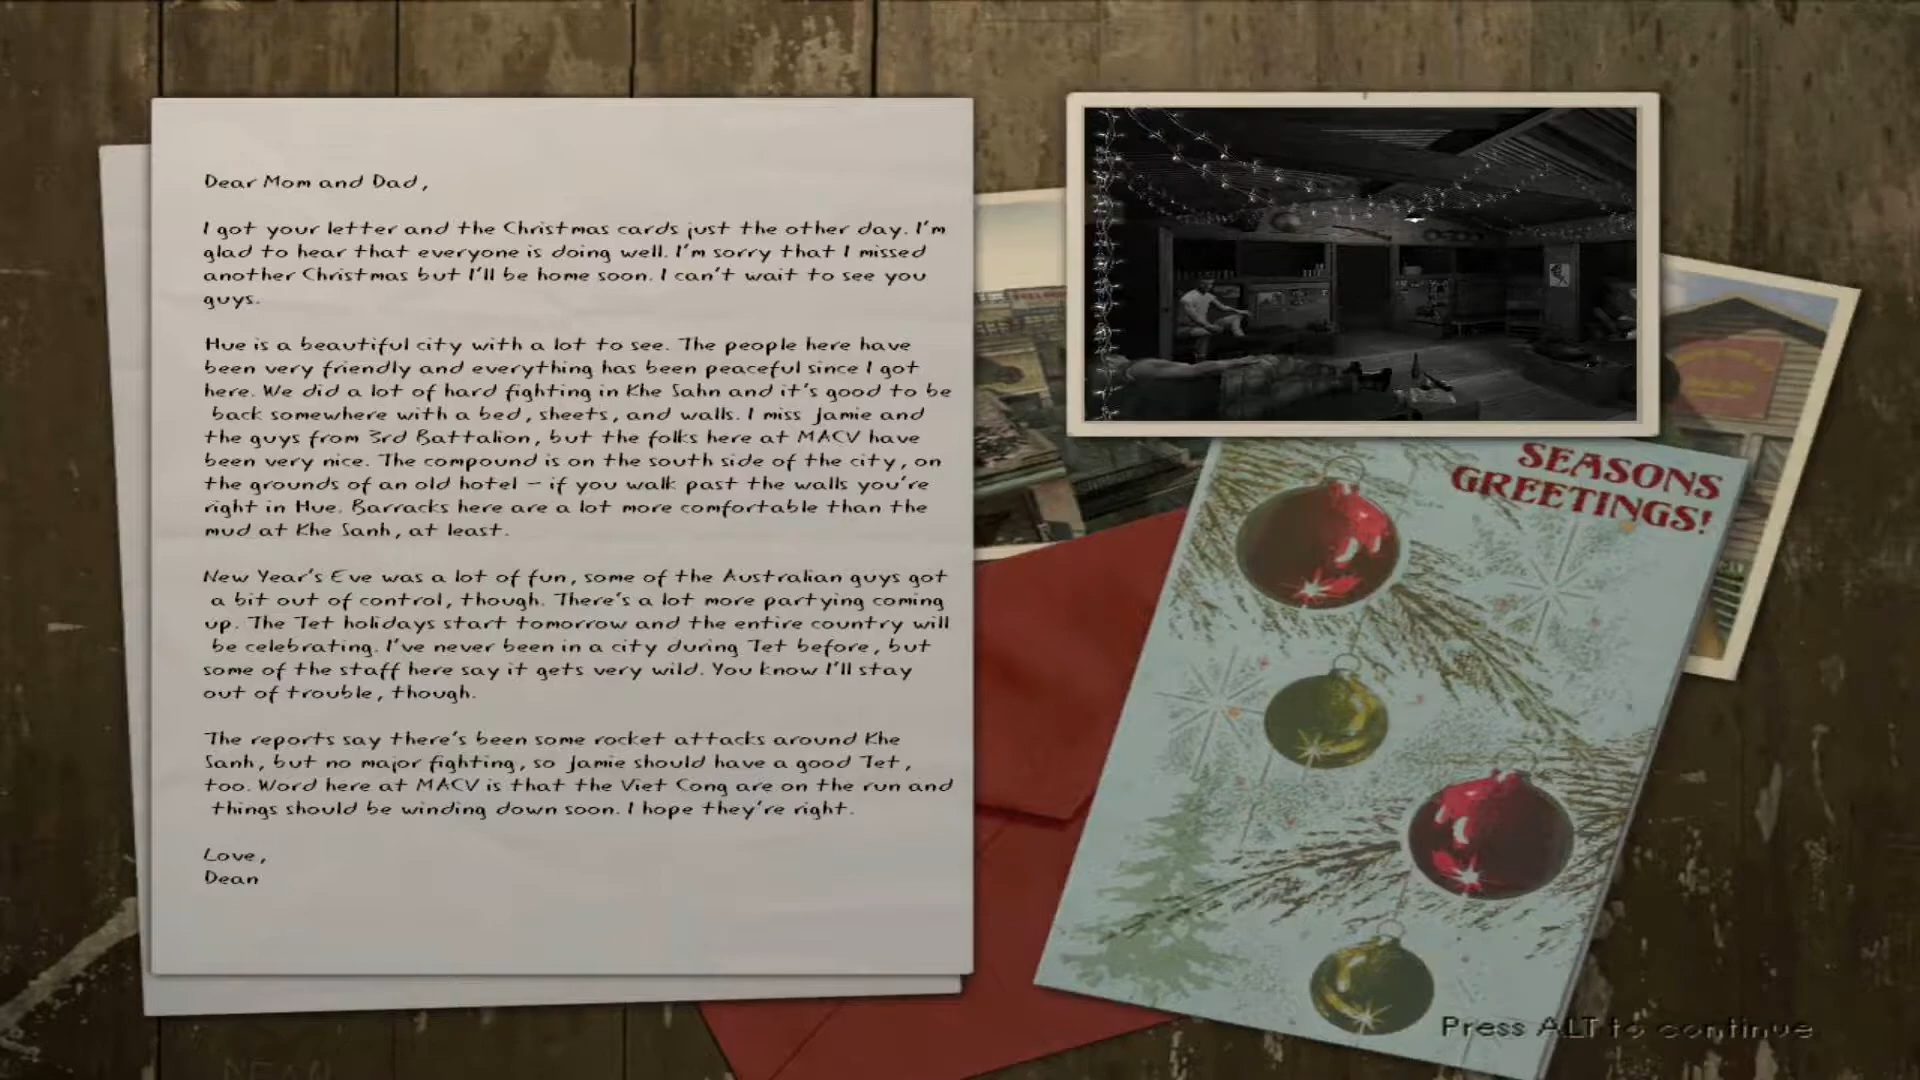 Dear Mom and Dad,
I got your letter and the Christmas cards just the other day. I'm
glad to hear that everyone is doing well. I'm sorry that I missed
another Christmas but I'll be home soon. I can't wait to see you
guys.
Hue is a beautiful city with a lot to see. The people here have
been very friendly and everything has been peaceful since I got
here. We did a lot of hard fighting in Khe Sahn and it's good to be
back somewhere with a bed, sheets, and walls. I miss Jamie and
the guys from 3rd Battalion, but the folks here at MACV have
been very nice. The compound is on the south side of the city, on
the grounds of an old hotel – if you walk past the walls you're
right in Hue. Barracks here are a lot more comfortable than the
mud at Khe Sanh, at least.
New Year's Eve was a lot of fun, some of the Australian guys got
a bit out of control, though. There's a lot more partying coming
up. The Tet holidays start tomorrow and the entire country will
be celebrating. I've never been in a city during Tet before, but
some of the staff here say it gets very wild. You know I'll stay
out of trouble, though.
The reports say there's been some rocket attacks around Khe
Sanh, but no major fighting, so Jamie should have a good Tet,
too. Word here at MACV is that the Viet Cong are on the run and
things should be winding down soon. I hope they're right.
Love,
Dean
SEASONS
GREETINGS!
Press ALT to continue